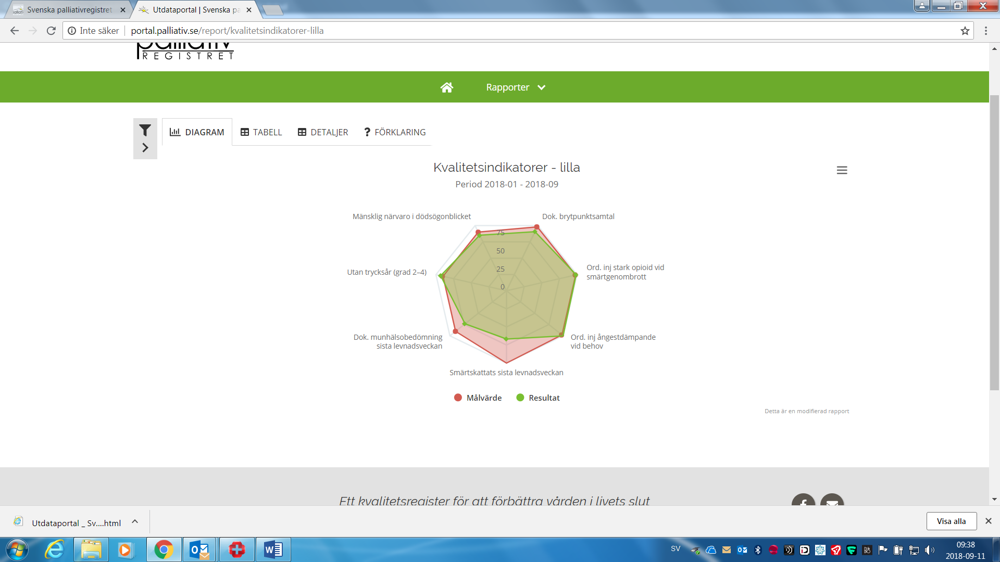 Svenska palliativregistret
Utdataportal | Svenska pa
Inte säker
portal.palliativ.se/report/kvalitetsindikatorer-lilla
palliativ
REGISTRET
Rapporter
DIAGRAM
TABELL
DETALJER
? FÖRKLARING
Kvalitetsindikatorer - lilla
Period 2018-01 - 2018-09
Mänsklig närvaro i dödsögonblicket
Dok. brytpunktsamtal
75
50
25
0
Ord. inj stark opioid vid
smärtgenombrott
Utan trycksår (grad 2–4)
Dok. munhälsobedömning
sista levnadsveckan
Ord. inj ångestdämpande
vid behov
Smärtskattats sista levnadsveckan
Målvärde
Resultat
Detta är en modifierad rapport
Ett kvalitetsregister för att förbättra vården i livets slut
Utdataportal _ Sv....html
Visa alla
SV
09:38
2018-09-11